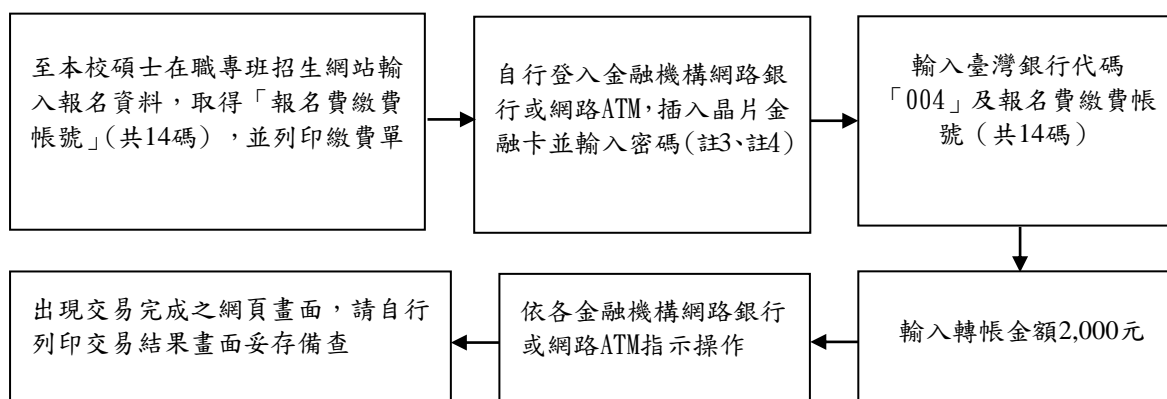 至本校碩士在職專班招生網站輸
入報名資料，取得「報名費繳費
帳號」(共14碼)，並列印繳費單
自行登入金融機構網路銀
行或網路ATM，插入晶片金
融卡並輸入密碼(註3、註4)
輸入臺灣銀行代碼
「004」及報名費繳費帳
號（共14碼）
輸入轉帳金額2,000元
依各金融機構網路銀行
或網路ATM指示操作
出現交易完成之網頁畫面，請自行
列印交易結果畫面妥存備查